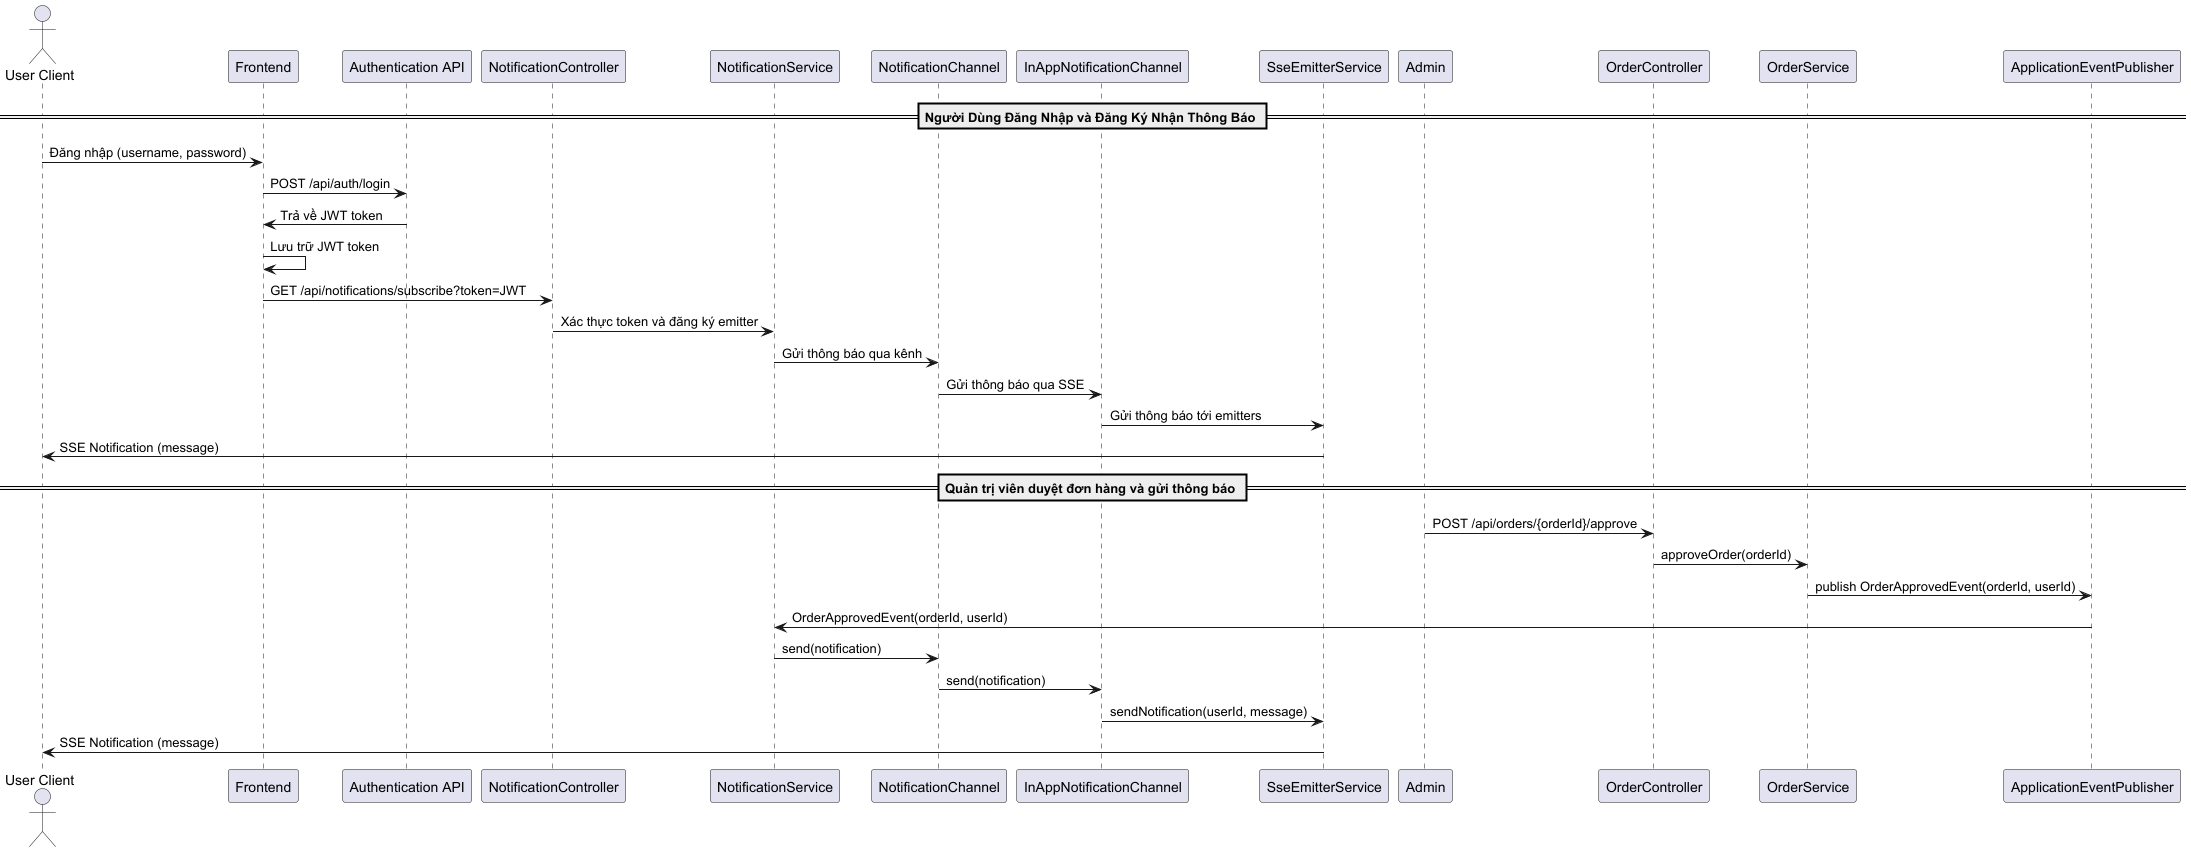 User Client
Frontend
Authentication API
NotificationController
NotificationService
NotificationChannel
InAppNotificationChannel
SseEmitterService
Admin
OrderController
OrderService
ApplicationEventPublisher
Người Dùng Đăng Nhập và Đăng Ký Nhận Thông Báo
Đăng nhập (username, password)
POST /api/auth/login
Trả về JWT token
Lưu trữ JWT token
GET /api/notifications/subscribe?token=JWT
Xác thực token và đăng ký emitter
Gửi thông báo qua kênh
Gửi thông báo qua SSE
Gửi thông báo tới emitters
SSE Notification (message)
Quản trị viên duyệt đơn hàng và gửi thông báo
POST /api/orders/{orderId}/approve
approveOrder(orderId)
publish OrderApprovedEvent(orderId, userId)
OrderApprovedEvent(orderId, userId)
send(notification)
send(notification)
sendNotification(userId, message)
SSE Notification (message)
User Client
Frontend
Authentication API
NotificationController
NotificationService
NotificationChannel
InAppNotificationChannel
SseEmitterService
Admin
OrderController
OrderService
ApplicationEventPublisher